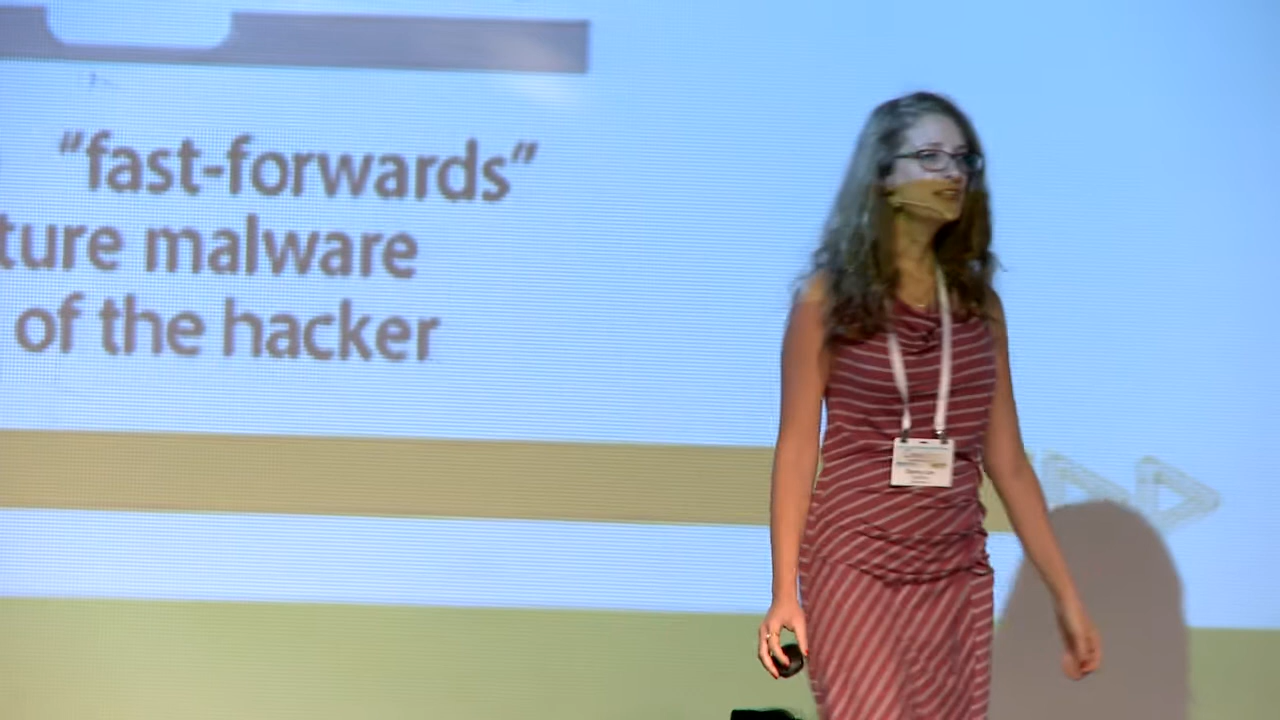 "fast-forwards"
ture malware
of the hacker